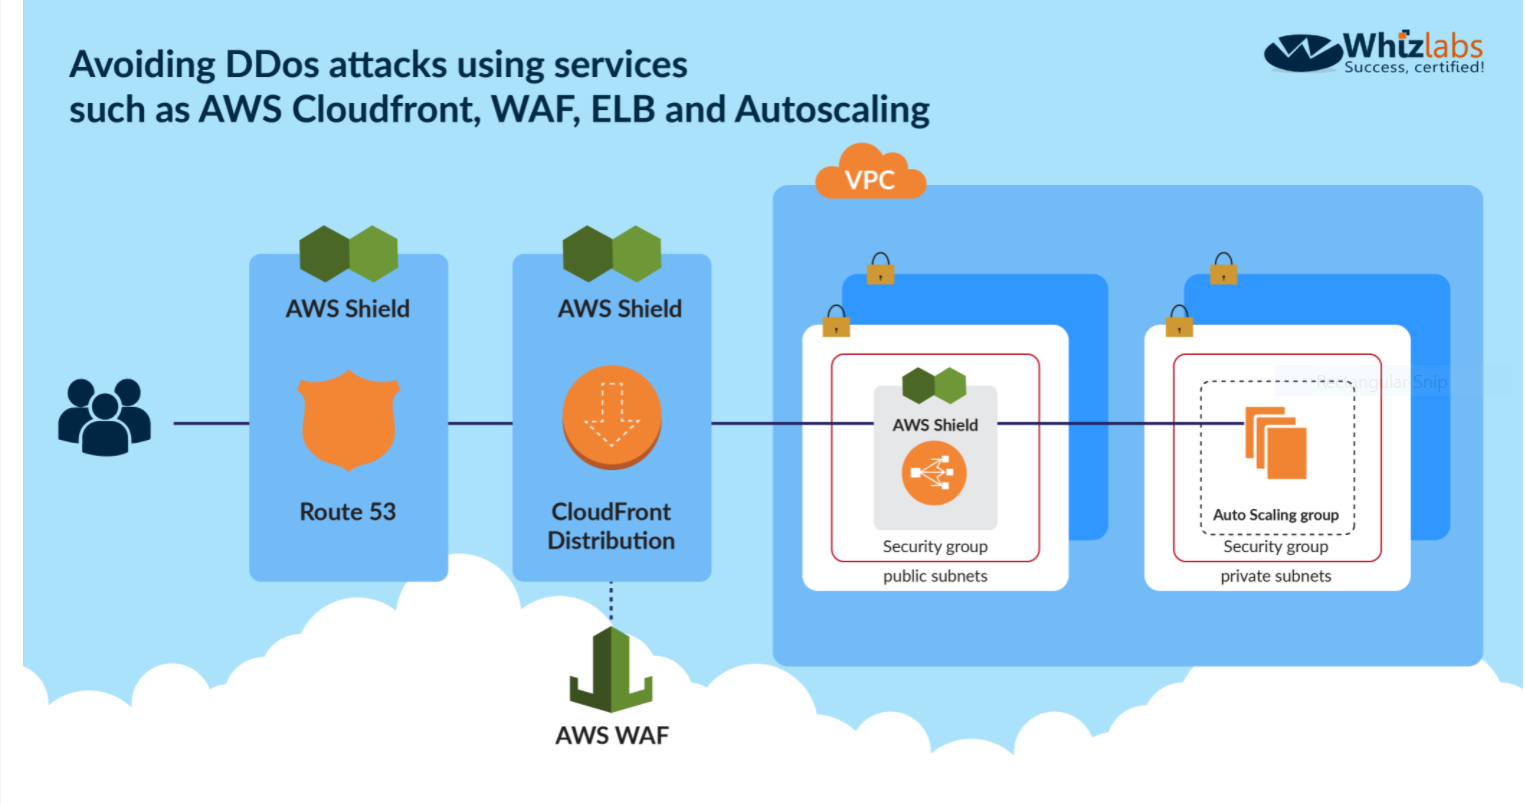 Avoiding DDos attacks using services
such as AWS Cloudfront, WAF, ELB and Autoscaling
Whizlabs
Success, certified!
VPC
AWS Shield
AWS Shield
Route 53
CloudFront
Distribution
AWS WAF
AWS Shield
Security group
public subnets
Rectangular Snip
Auto Scaling group
Security group
private subnets